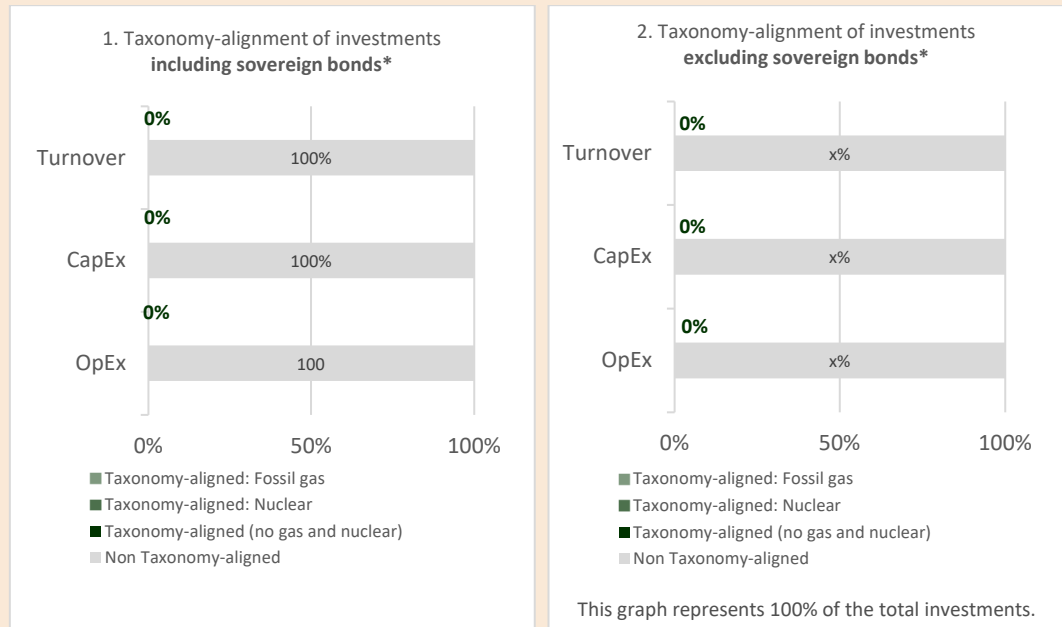 1. Taxonomy-alignment of investments
including sovereign bonds*
0%
Turnover
100%
0%
CapEx
100%
0%
OpEx
100
0%
50%
100%
Taxonomy-aligned: Fossil gas
Taxonomy-aligned: Nuclear
Taxonomy-aligned (no gas and nuclear)
Non Taxonomy-aligned
2. Taxonomy-alignment of investments
excluding sovereign bonds*
0%
Turnover
x%
0%
CapEx
x%
0%
OpEx
x%
0%
50%
100%
Taxonomy-aligned: Fossil gas
Taxonomy-aligned: Nuclear
Taxonomy-aligned (no gas and nuclear)
Non Taxonomy-aligned
This graph represents 100% of the total investments.